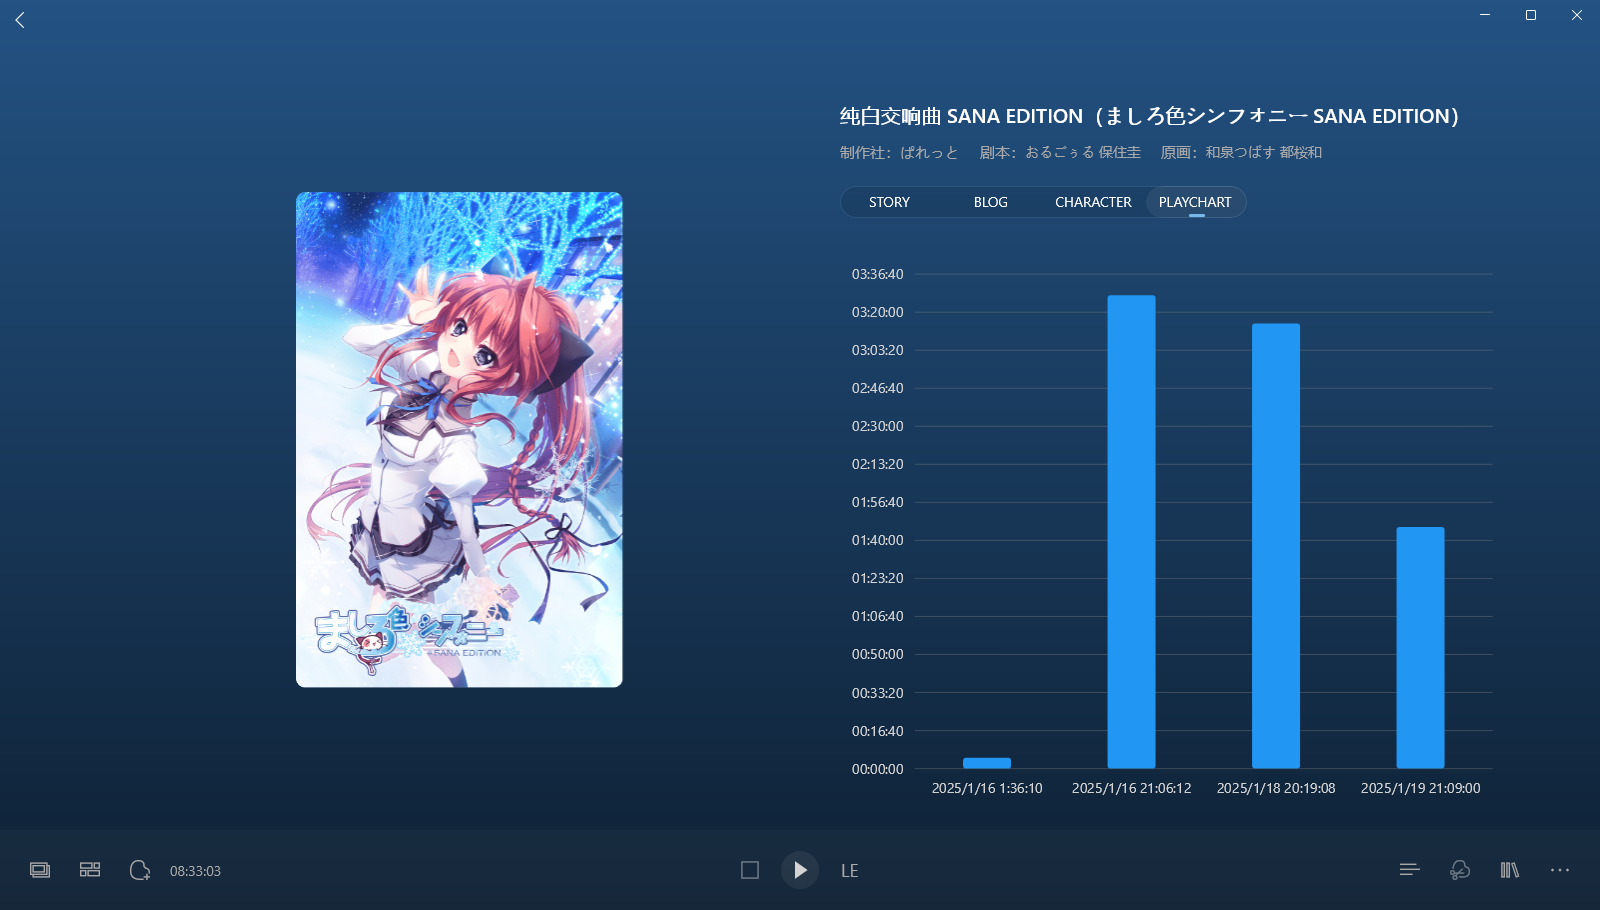 纯白交响曲 SANA EDITION（ましろ色シンフォニー SANA EDITION）
制作社：ぱれっと 剧本：おるごぅる 保住圭 原画：和泉つばす 都桜和
STORY BLOG CHARACTER PLAYCHART
03:36:40
03:20:00
03:03:20
02:46:40
02:30:00
02:13:20
01:56:40
01:40:00
01:23:20
01:06:40
00:50:00
00:33:20
00:16:40
00:00:00
2025/1/16 1:36:10 2025/1/16 21:06:12 2025/1/18 20:19:08 2025/1/19 21:09:00
ましろ色シンフォニー
SANA EDITION
08:33:03
LE